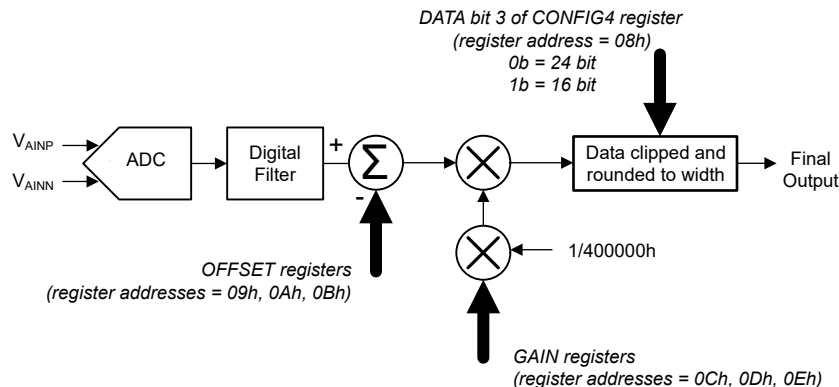 DATA bit 3 of CONFIG4 register
(register address = 08h)
0b = 24 bit
1b = 16 bit
VAINP
VAINN
ADC
Digital
Filter
+
-
Σ
Data clipped and
rounded to width
Final
Output
1/400000h
OFFSET registers
(register addresses = 09h, 0Ah, 0Bh)
GAIN registers
(register addresses = 0Ch, 0Dh, 0Eh)